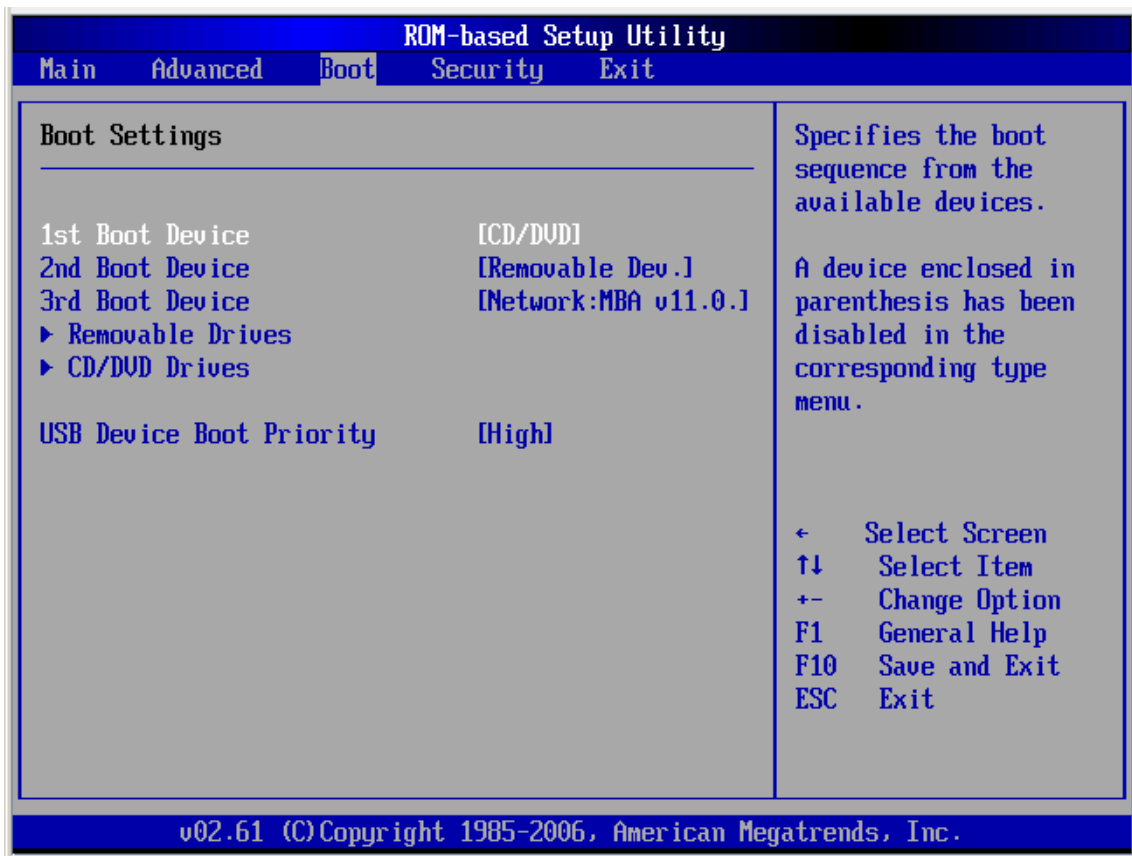 ROM-based Setup Utility
Main Advanced Boot Security Exit
Boot Settings
1st Boot Device [CD/DVD]
2nd Boot Device [Removable Dev.]
3rd Boot Device [Network:MBA v11.0.]
▶ Removable Drives
▶ CD/DVD Drives
USB Device Boot Priority [High]
Specifies the boot
sequence from the
available devices.
A device enclosed in
parenthesis has been
disabled in the
corresponding type
menu.
← Select Screen
↑↓ Select Item
+- Change Option
F1 General Help
F10 Save and Exit
ESC Exit
v02.61 (C)Copyright 1985-2006, American Megatrends, Inc.